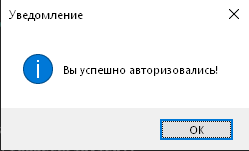 Уведомление
Вы успешно авторизовались!
OK